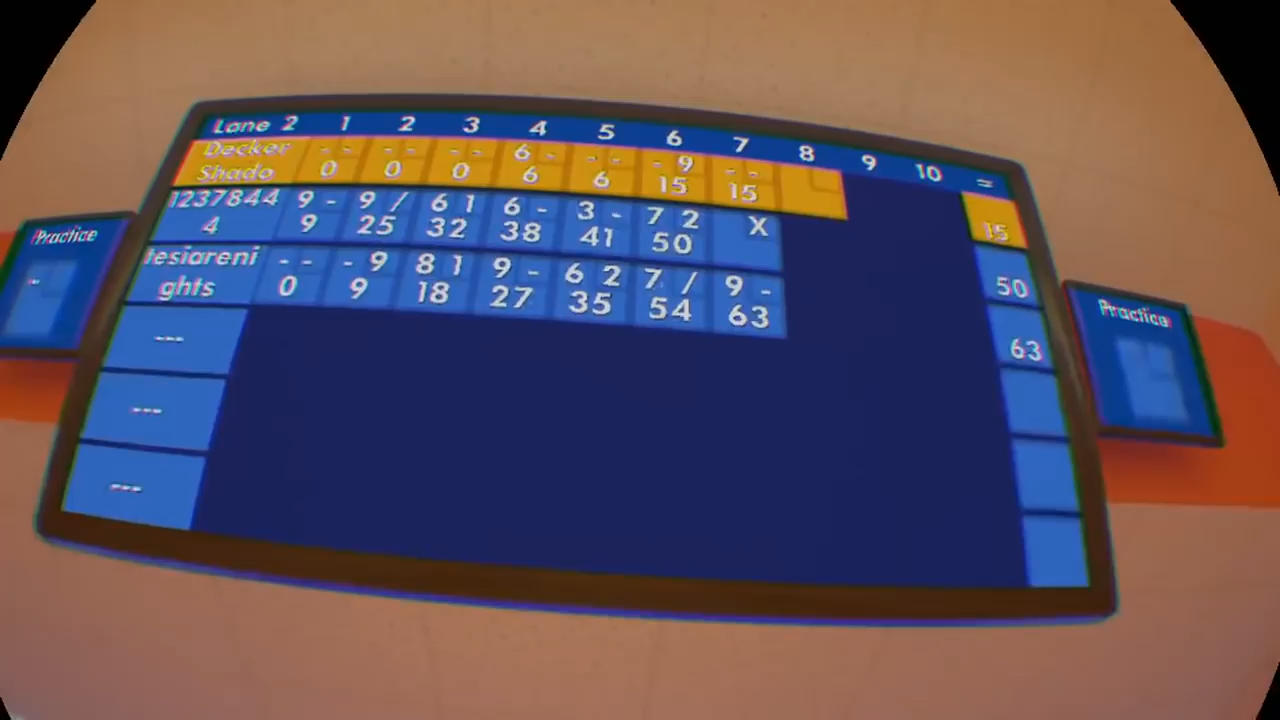 Lane 2 1 2 3 4 5 6 7 8 9 10 =
Decker - - - - - - 6 - - - - 9 - -
Shado 0 0 0 6 6 15 15 15
1237844 9 - 9 / 6 1 6 - 3 - 7 2 X
4 9 25 32 38 41 50 50
tesiareni - - - 9 8 1 9 - 6 2 7 / 9 -
ghts 0 9 18 27 35 54 63 63
---
---
---
Practice
--
Practice